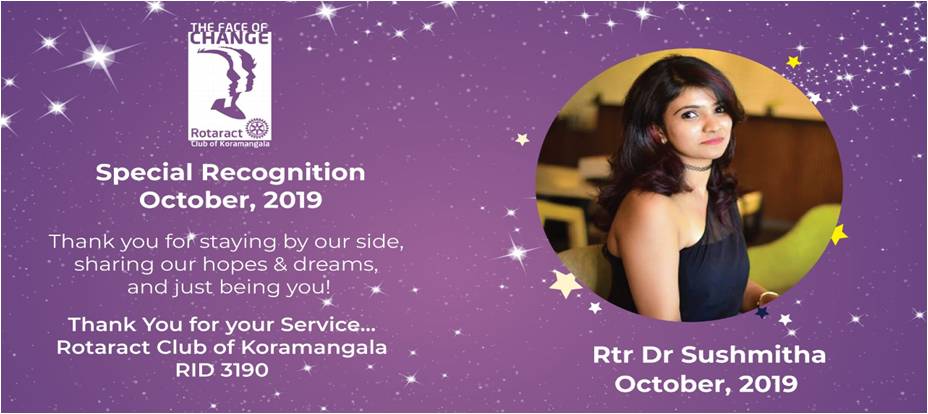 THE FACE OF
CHANGE
Rotaract
Club of Koramangala
Special Recognition
October, 2019
Thank you for staying by our side,
sharing our hopes & dreams,
and just being you!
Thank You for your Service...
Rotaract Club of Koramangala
RID 3190
Rtr Dr Sushmitha
October, 2019